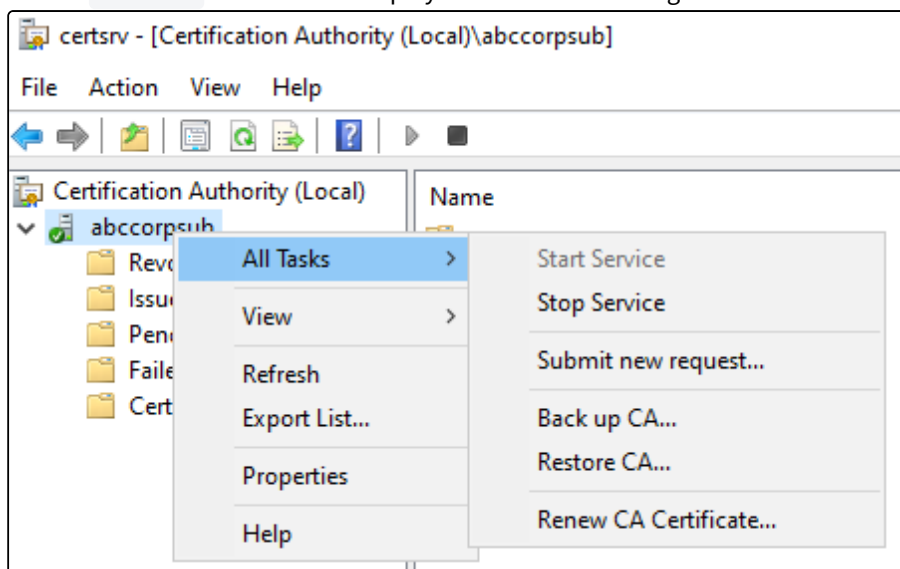 certsrv - [Certification Authority (Local)\abccorpsub]
File Action View Help
Certification Authority (Local)
Name
abccorpsub
All Tasks
Start Service
Stop Service
View
Submit new request...
Refresh
Export List...
Back up CA...
Restore CA...
Properties
Renew CA Certificate...
Help